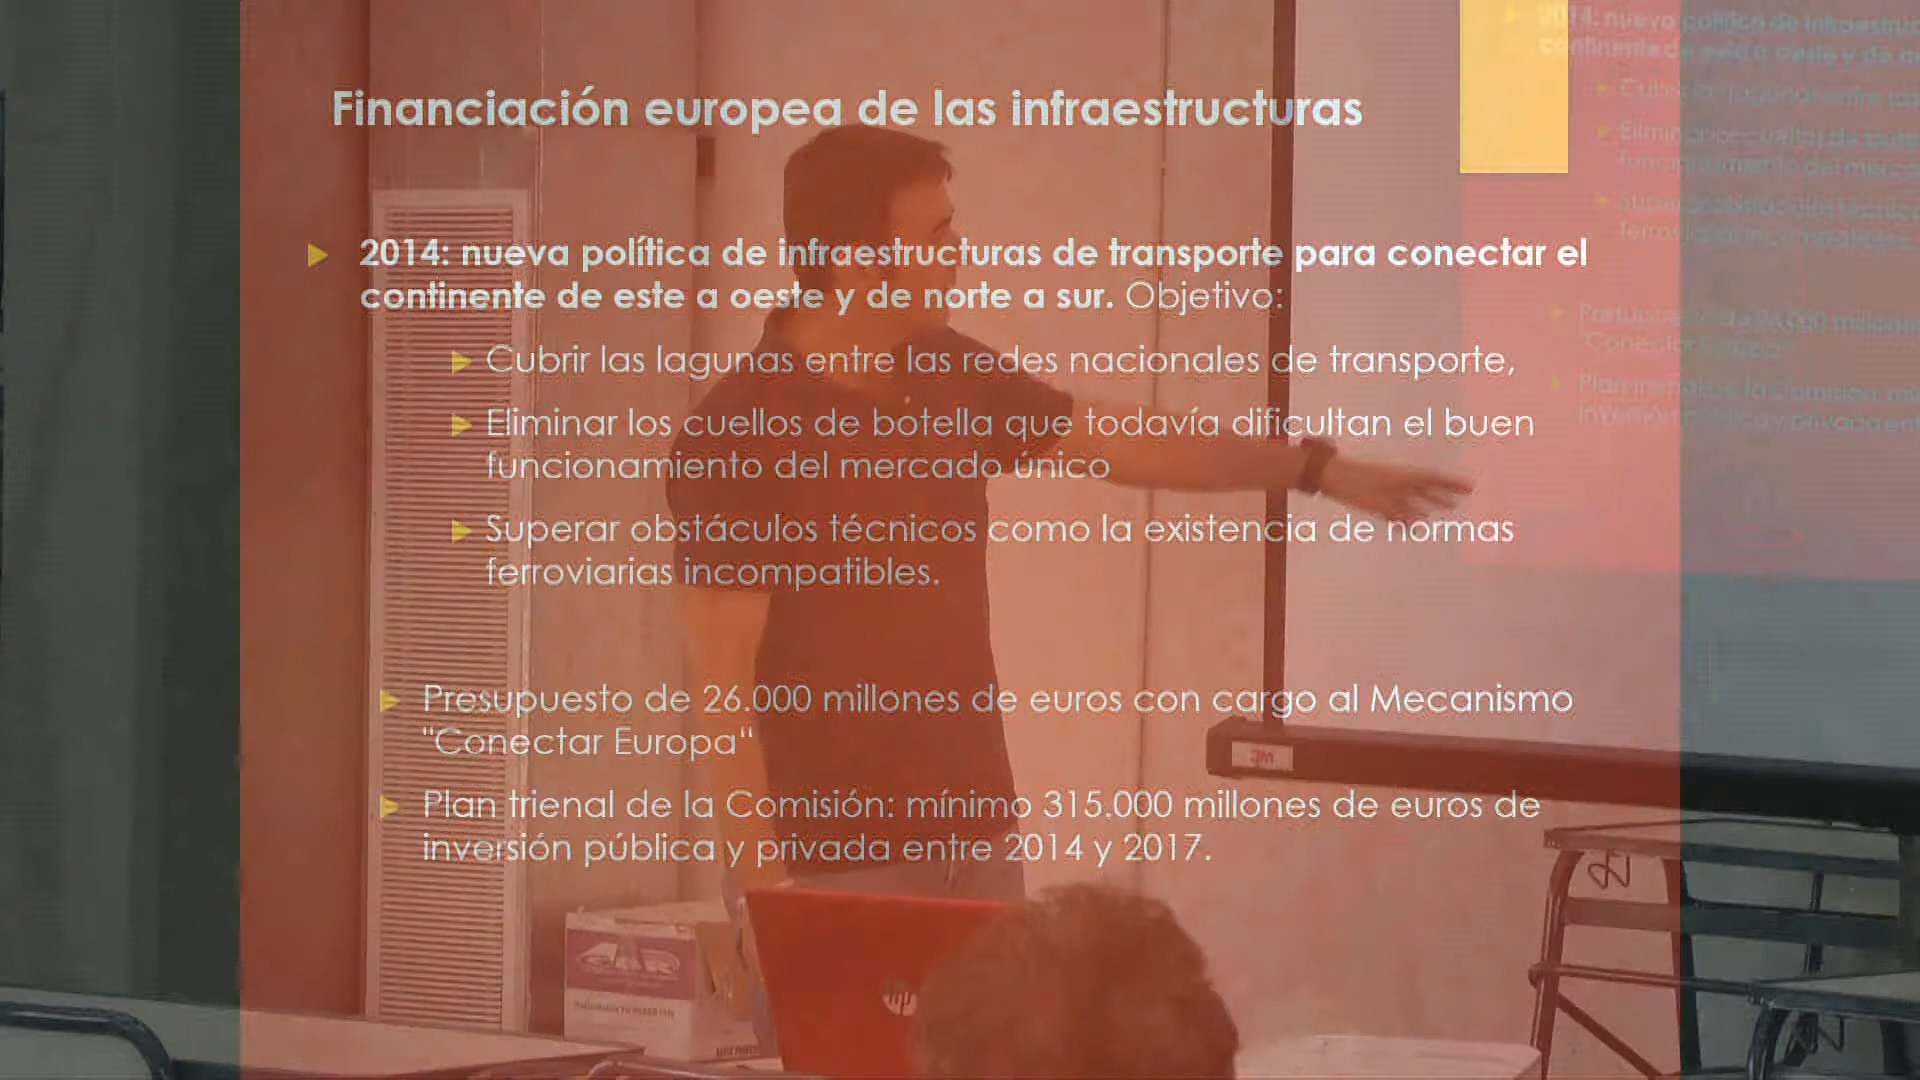 Financiación europea de las infraestructuras
2014: nueva política de infraestructuras de transporte para conectar el
continente de este a oeste y de norte a sur. Objetivo:
Cubrir las lagunas entre las redes nacionales de transporte,
Eliminar los cuellos de botella que todavía dificultan el buen
funcionamiento del mercado único
Superar obstáculos técnicos como la existencia de normas
ferroviarias incompatibles.
Presupuesto de 26.000 millones de euros con cargo al Mecanismo
"Conectar Europa“
Plan trienal de la Comisión: mínimo 315.000 millones de euros de
inversión pública y privada entre 2014 y 2017.
3M
hp